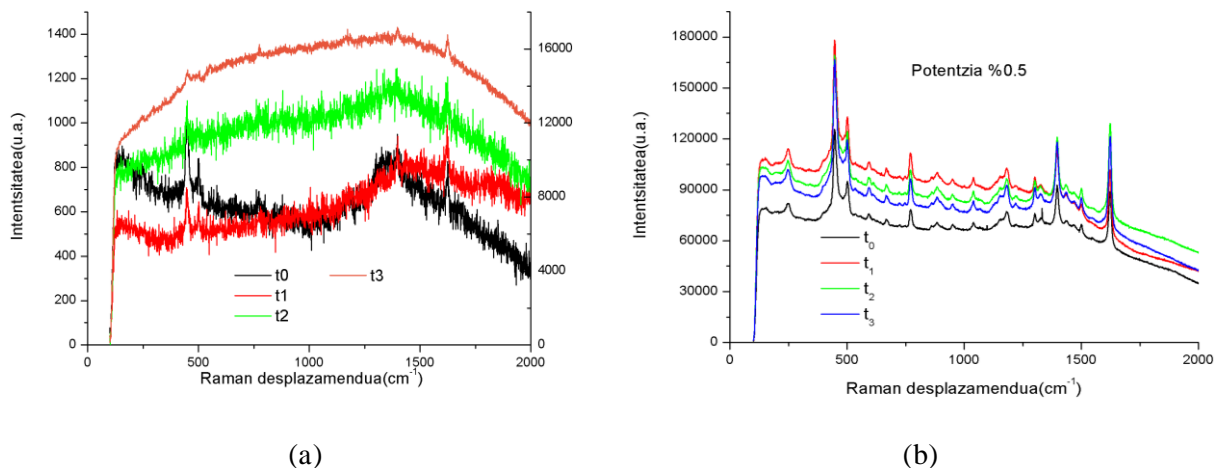 1400
1200
1000
800
600
400
200
0
16000
12000
8000
4000
0
Intentsitatea(u.a.)
t0
t3
t1
t2
0
500
1000
1500
2000
Raman desplazamendua(cm⁻¹)
(a)
180000
150000
120000
90000
60000
30000
0
Intentsitatea(u.a.)
Potentzia %0.5
t₀
t₁
t₂
t₃
0
500
1000
1500
2000
Raman desplazamendua(cm⁻¹)
(b)